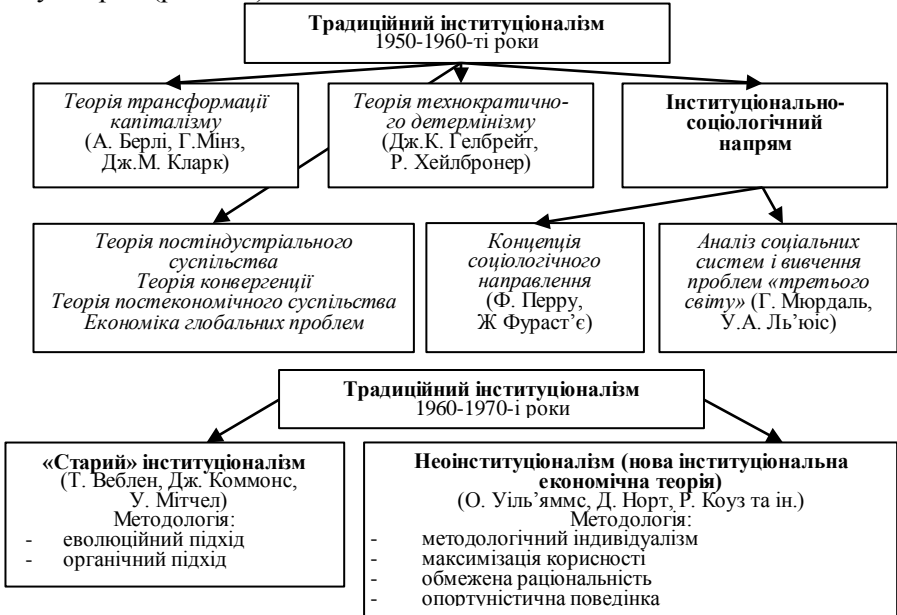 Традиційний інституціоналізм
1950-1960-ті роки
Теорія трансформації
капіталізму
(А. Берлі, Г.Мінз,
Дж.М. Кларк)
Теорія технократично-
го детермінізму
(Дж.К. Гелбрейт,
Р. Хейлбронер)
Інституціонально-
соціологічний
напрям
Теорія постіндустріального
суспільства
Теорія конвергенції
Теорія постекономічного суспільства
Економіка глобальних проблем
Концепція
соціологічного
направлення
(Ф. Перру,
Ж Фураст’є)
Аналіз соціальних
систем і вивчення
проблем «третього
світу» (Г. Мюрдаль,
У.А. Ль’юіс)
Традиційний інституціоналізм
1960-1970-і роки
«Старий» інституціоналізм
(Т. Веблен, Дж. Коммонс,
У. Мітчел)
Методологія:
- еволюційний підхід
- органічний підхід
Неоінституціоналізм (нова інституціональна
економічна теорія)
(О. Уіль’яммс, Д. Норт, Р. Коуз та ін.)
Методологія:
- методологічний індивідуалізм
- максимізація корисності
- обмежена раціональність
- опортуністична поведінка